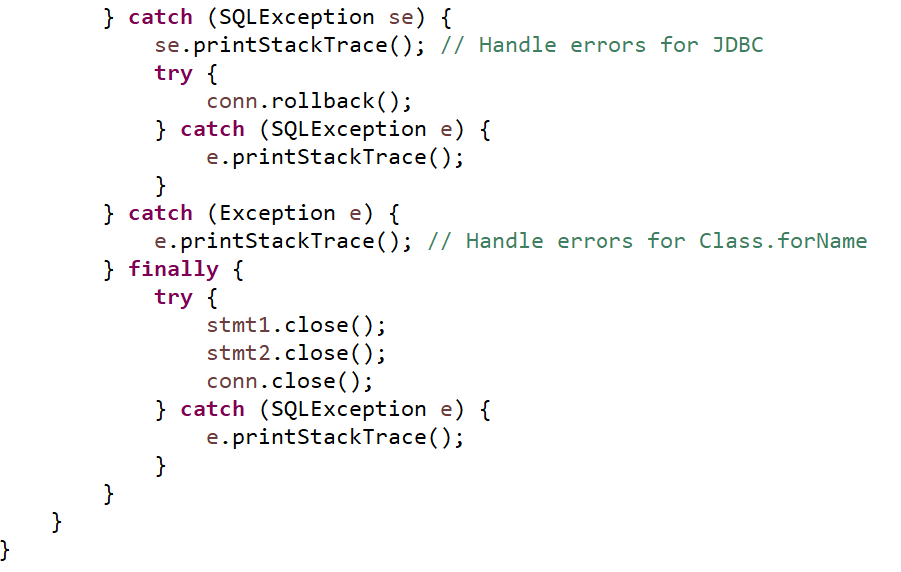 } catch (SQLException se) {
            se.printStackTrace(); // Handle errors for JDBC
            try {
                conn.rollback();
            } catch (SQLException e) {
                e.printStackTrace();
            }
        } catch (Exception e) {
            e.printStackTrace(); // Handle errors for Class.forName
        } finally {
            try {
                stmt1.close();
                stmt2.close();
                conn.close();
            } catch (SQLException e) {
                e.printStackTrace();
            }
        }
    }
}